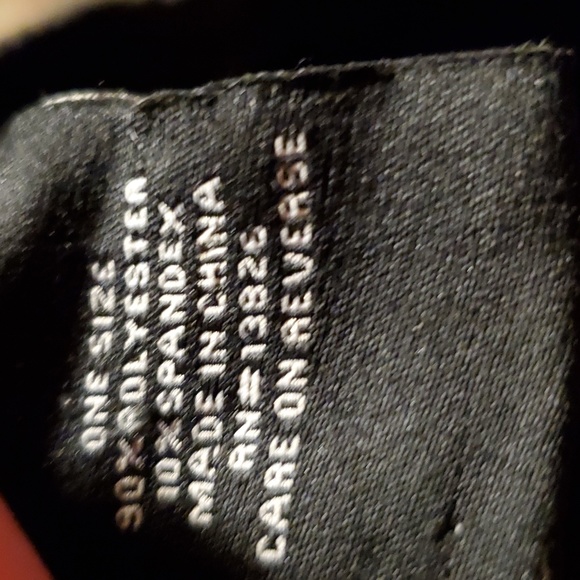 ONE SIZE
90% POLYESTER
10% SPANDEX
MADE IN CHINA
RN#13826
CARE ON REVERSE